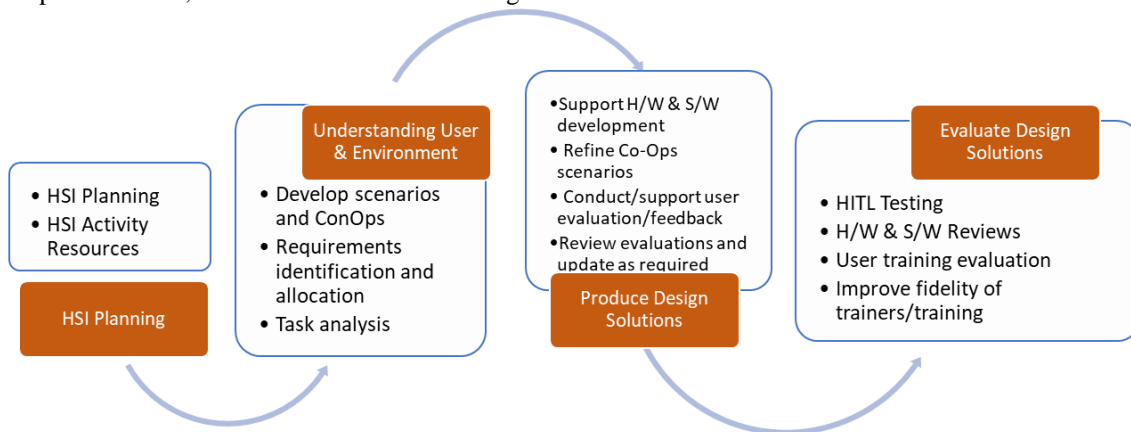 • HSI Planning
• HSI Activity
Resources
HSI Planning
Understanding User
& Environment
• Develop scenarios
and ConOps
• Requirements
identification and
allocation
• Task analysis
•Support H/W & S/W
development
• Refine Co-Ops
scenarios
• Conduct/support user
evaluation/feedback
•Review evaluations and
update as required
Produce Design
Solutions
Evaluate Design
Solutions
• HITL Testing
• H/W & S/W Reviews
• User training evaluation
• Improve fidelity of
trainers/training